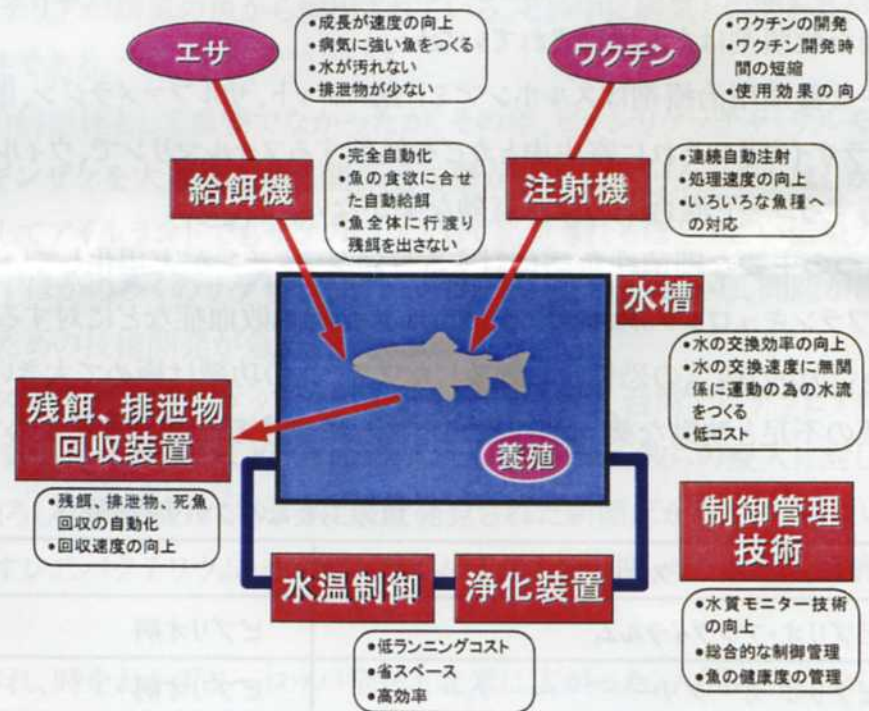 エサ
●成長が速度の向上
●病気に強い魚をつくる
●水が汚れない
●排泄物が少ない
ワクチン
●ワクチンの開発
●ワクチン開発時
間の短縮
●使用効果の向
給餌機
●完全自動化
●魚の食欲に合せ
た自動給餌
●魚全体に行渡り
残餌を出さない
注射機
●連続自動注射
●処理速度の向上
●いろいろな魚種へ
の対応
水槽
●水の交換効率の向上
●水の交換速度に無関
係に運動の為の水流
をつくる
●低コスト
残餌、排泄物
回収装置
●残餌、排泄物、死魚
回収の自動化
●回収速度の向上
養殖
水温制御
浄化装置
●低ランニングコスト
●省スペース
●高効率
制御管理
技術
●水質モニター技術
の向上
●総合的な制御管理
●魚の健康度の管理